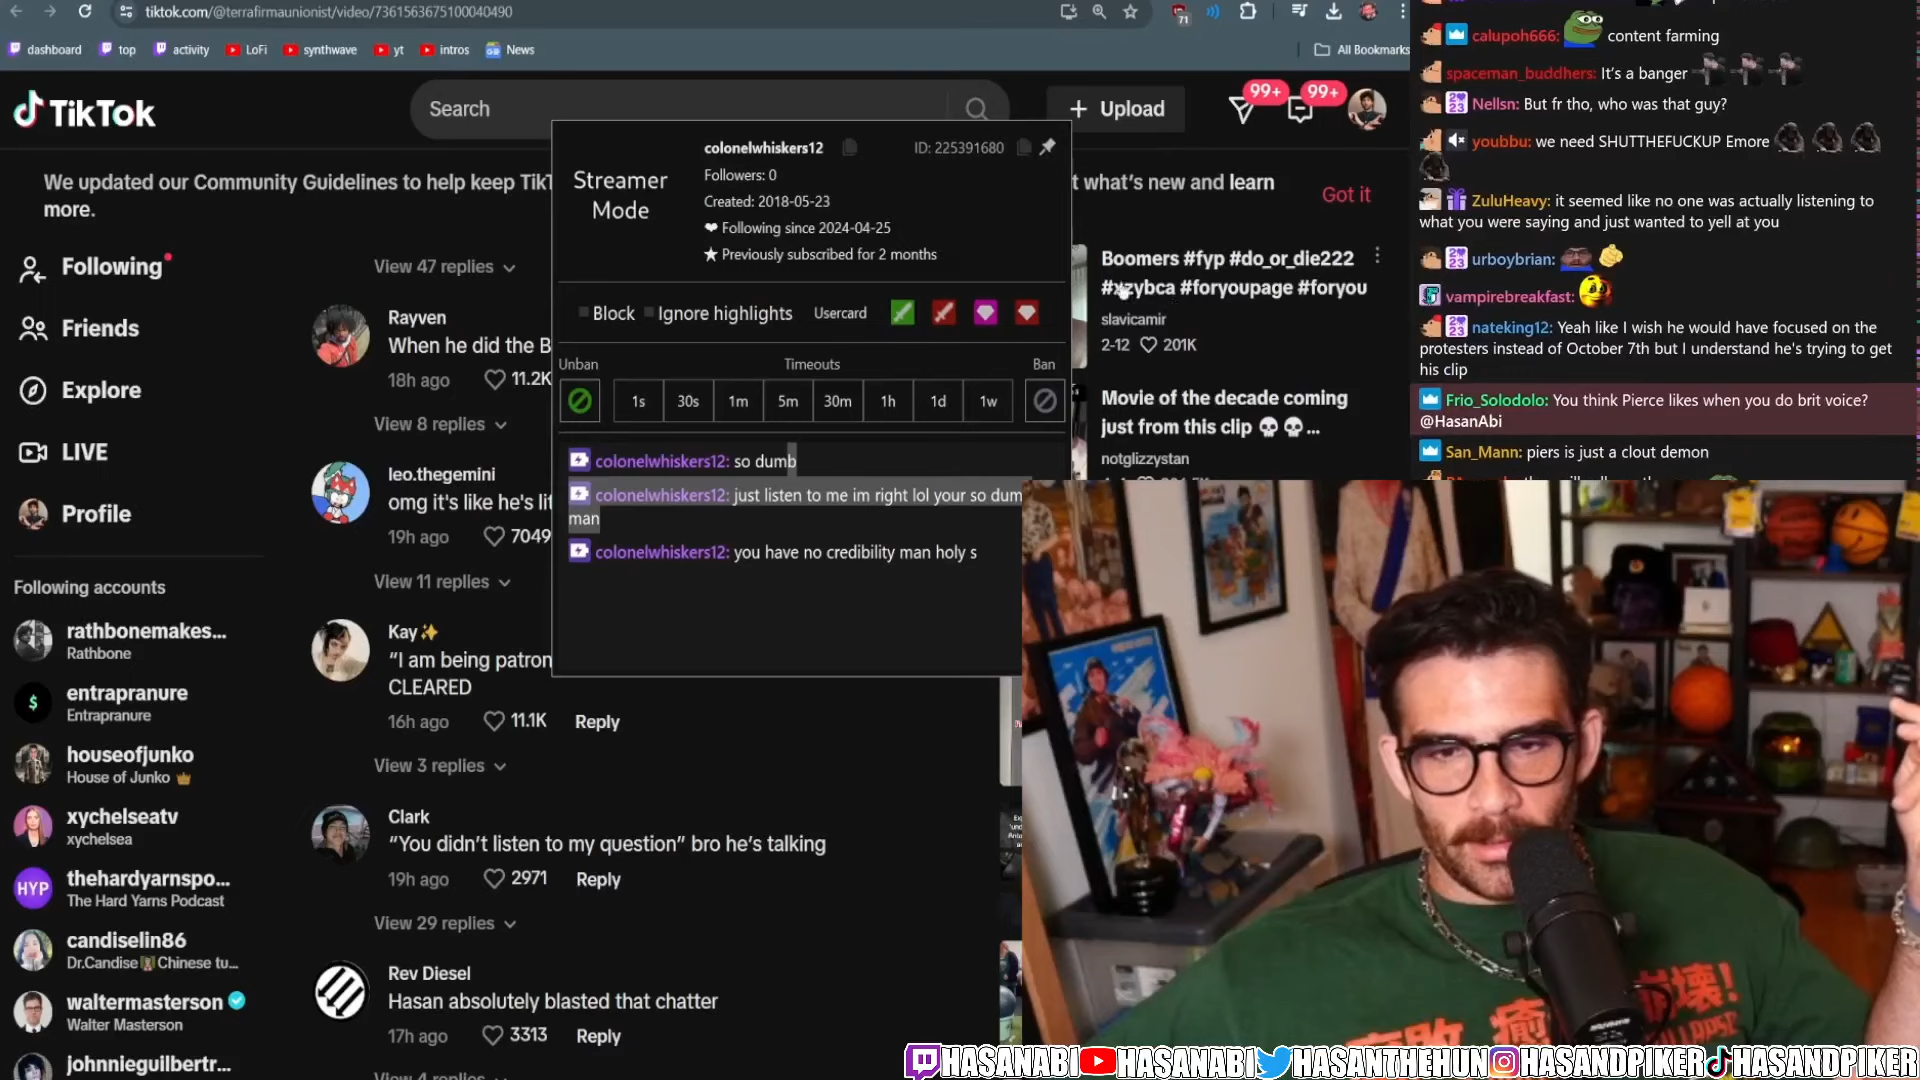 tiktok.com/@terrafirmaunionist/video/7361563675100040490
71
dashboard
top
activity
LoFi
synthwave
yt
intros
News
All Bookmarks
TikTok
Search
+ Upload
99+
99+
We updated our Community Guidelines to help keep TikT
t what's new and learn
more.
Got it
Following
Friends
Explore
LIVE
Profile
Following accounts
rathbonemakes...
Rathbone
entrapranure
Entrapranure
houseofjunko
House of Junko
xychelseatv
xychelsea
HYP
thehardyarnspo...
The Hard Yarns Podcast
candiselin86
Dr.Candise Chinese tu...
waltermasterson
Walter Masterson
johnnieguilbertr...
View 47 replies
Rayven
When he did the B
18h ago
11.2K
View 8 replies
leo.thegemini
omg it's like he's lit
19h ago
7049
View 11 replies
Kay
"I am being patron
CLEARED
16h ago
11.1K
Reply
View 3 replies
Clark
"You didn't listen to my question" bro he's talking
19h ago
2971
Reply
View 29 replies
Rev Diesel
Hasan absolutely blasted that chatter
17h ago
3313
Reply
Streamer
Mode
colonelwhiskers12
ID: 225391680
Followers: 0
Created: 2018-05-23
Following since 2024-04-25
Previously subscribed for 2 months
Block
Ignore highlights
Usercard
Unban
Timeouts
Ban
1s
30s
1m
5m
30m
1h
1d
1w
colonelwhiskers12: so dumb
colonelwhiskers12: just listen to me im right lol your so dum
man
colonelwhiskers12: you have no credibility man holy s
Boomers #fyp #do_or_die222
#xzybca #foryoupage #foryou
slavicamir
2-12
201K
Movie of the decade coming
just from this clip
notglizzystan
calupoh666: content farming
spaceman_buddhers: It's a banger
Nellsn: But fr tho, who was that guy?
youbbu: we need SHUTTHEFUCKUP Emore
ZuluHeavy: it seemed like no one was actually listening to
what you were saying and just wanted to yell at you
urboybrian:
vampirebreakfast:
nateking12: Yeah like I wish he would have focused on the
protesters instead of October 7th but I understand he's trying to get
his clip
Frio_Solodolo: You think Pierce likes when you do brit voice?
@HasanAbi
San_Mann: piers is just a clout demon
HASANABI
HASANABI
HASANTHEHUN
HASANDPIKER
HASANDPIKER